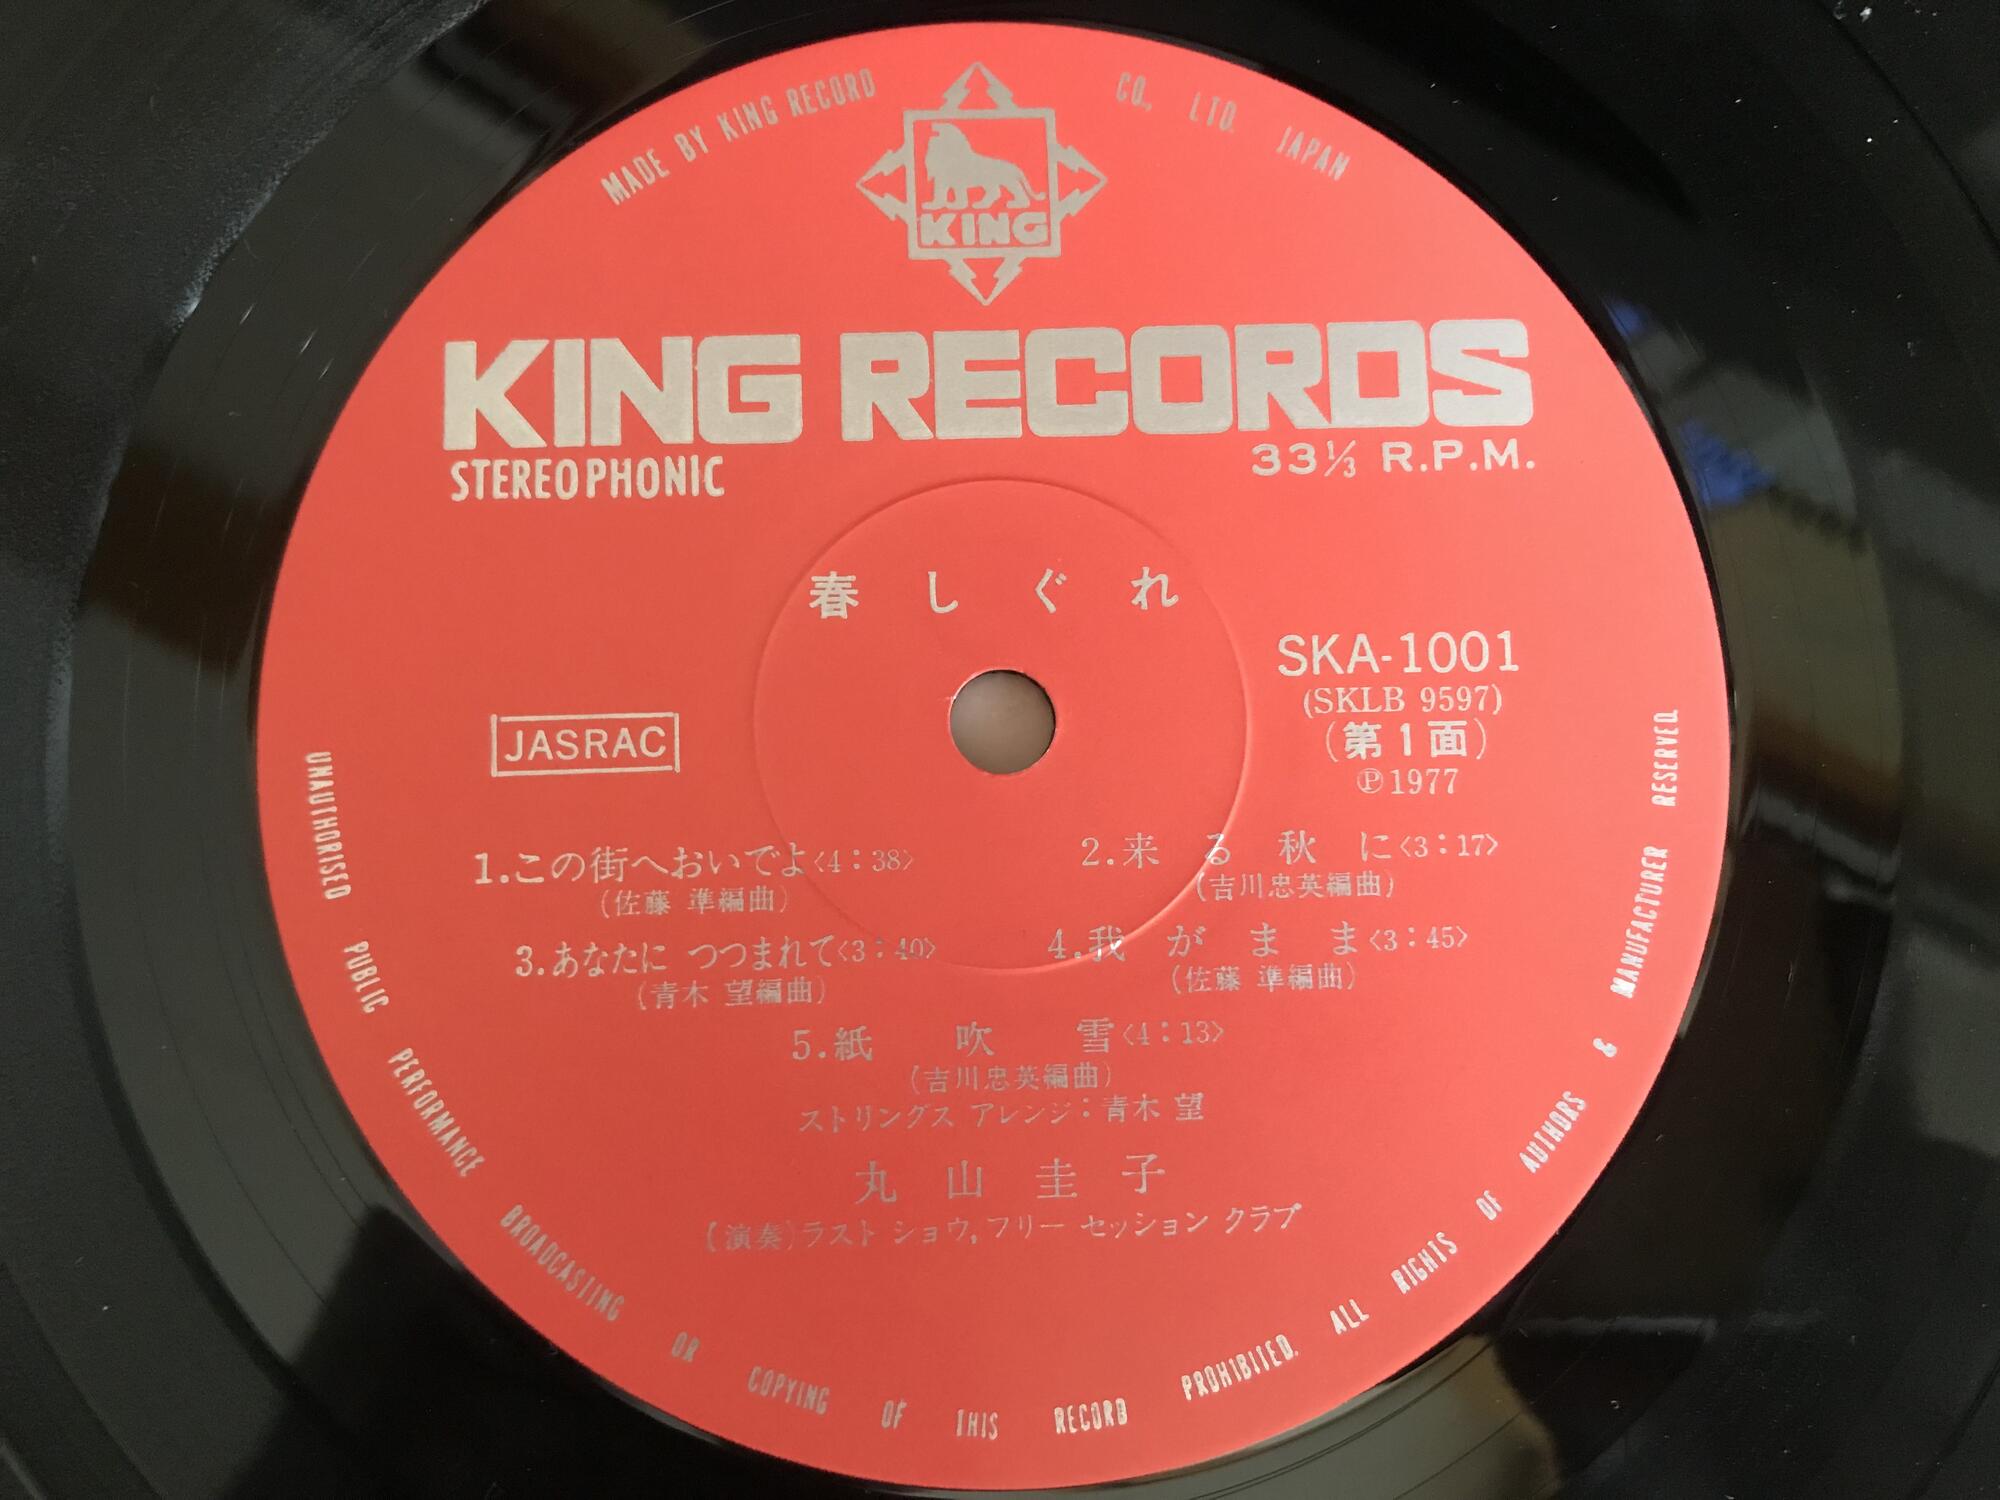 MADE BY KING RECORD CO., LTD. JAPAN
KING
KING RECORDS
STEREOPHONIC
33⅓ R.P.M.
春しぐれ
SKA-1001
(SKLB 9597)
(第1面)
℗1977
JASRAC
1.この街へおいでよ〈4:38〉
(佐藤 準編曲)
2.来る秋に〈3:17〉
(吉川忠英編曲)
3.あなたに つつまれて〈3:40〉
(青木 望編曲)
4.我がまま〈3:45〉
(佐藤 準編曲)
5.紙吹雪〈4:13〉
(吉川忠英編曲)
ストリングス アレンジ:青木 望
丸山圭子
(演奏)ラスト ショウ,フリー セッション クラブ
UNAUTHORISED PUBLIC PERFORMANCE BROADCASTING OR COPYING OF THIS RECORD PROHIBITED. ALL RIGHTS OF AUTHORS & MANUFACTURER RESERVED.